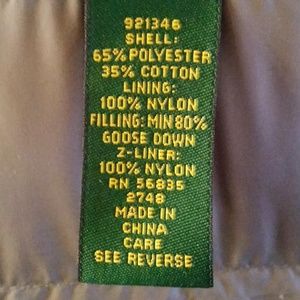 921346
SHELL:
65% POLYESTER
35% COTTON
LINING:
100% NYLON
FILLING: MIN 80%
GOOSE DOWN
Z-LINER:
100% NYLON
RN 56835
2748
MADE IN
CHINA
CARE
SEE REVERSE